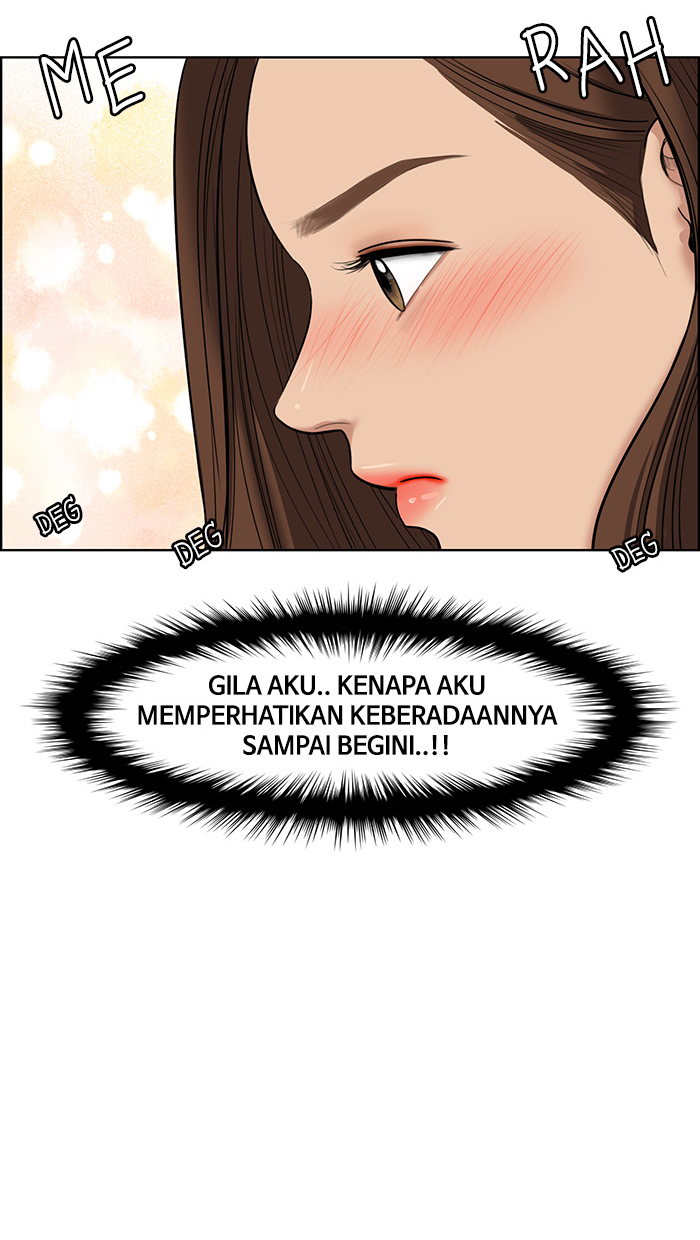 ME RAH
DEG
DEG
DEG
GILA AKU.. KENAPA AKU
MEMPERHATIKAN KEBERADAANNYA
SAMPAI BEGINI..!!